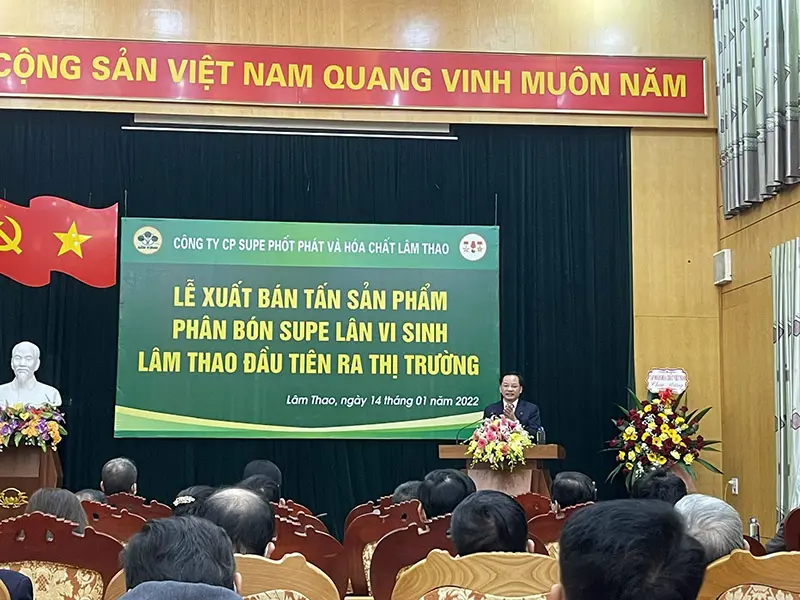 CỘNG SẢN VIỆT NAM QUANG VINH MUÔN NĂM
CÔNG TY CP SUPE PHỐT PHÁT VÀ HÓA CHẤT LÂM THAO
LỄ XUẤT BÁN TẤN SẢN PHẨM
PHÂN BÓN SUPE LÂN VI SINH
LÂM THAO ĐẦU TIÊN RA THỊ TRƯỜNG
Lâm Thao, ngày 14 tháng 01 năm 2022